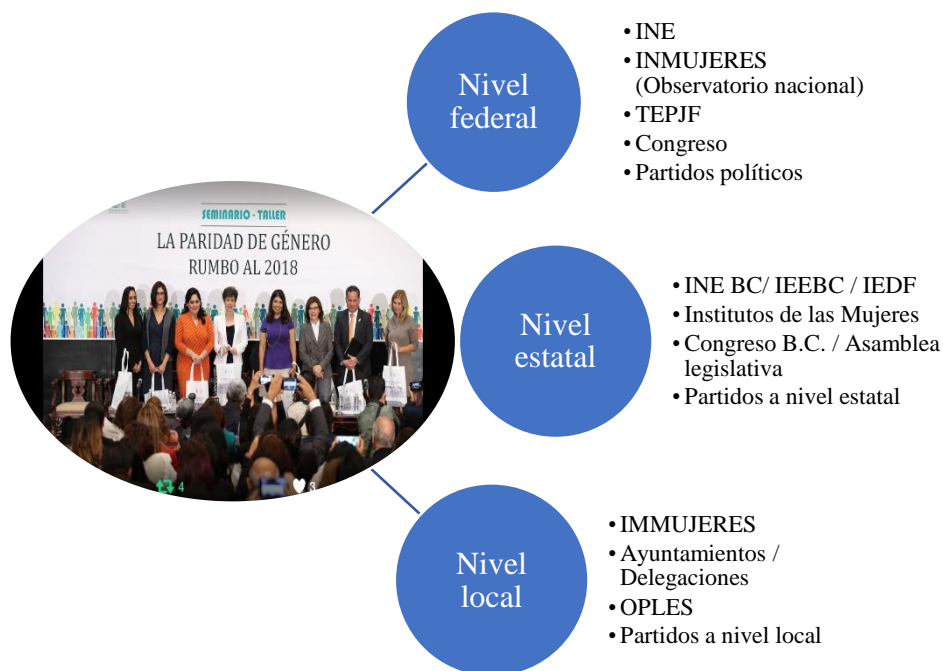 Nivel
federal
• INE
• INMUJERES
(Observatorio nacional)
• TEPJF
• Congreso
• Partidos políticos
SEMINARIO - TALLER
LA PARIDAD DE GÉNERO
RUMBO AL 2018
4
3
Nivel
estatal
• INE BC/ IEEBC / IEDF
• Institutos de las Mujeres
• Congreso B.C. / Asamblea
legislativa
• Partidos a nivel estatal
Nivel
local
• IMMUJERES
• Ayuntamientos /
Delegaciones
• OPLES
• Partidos a nivel local